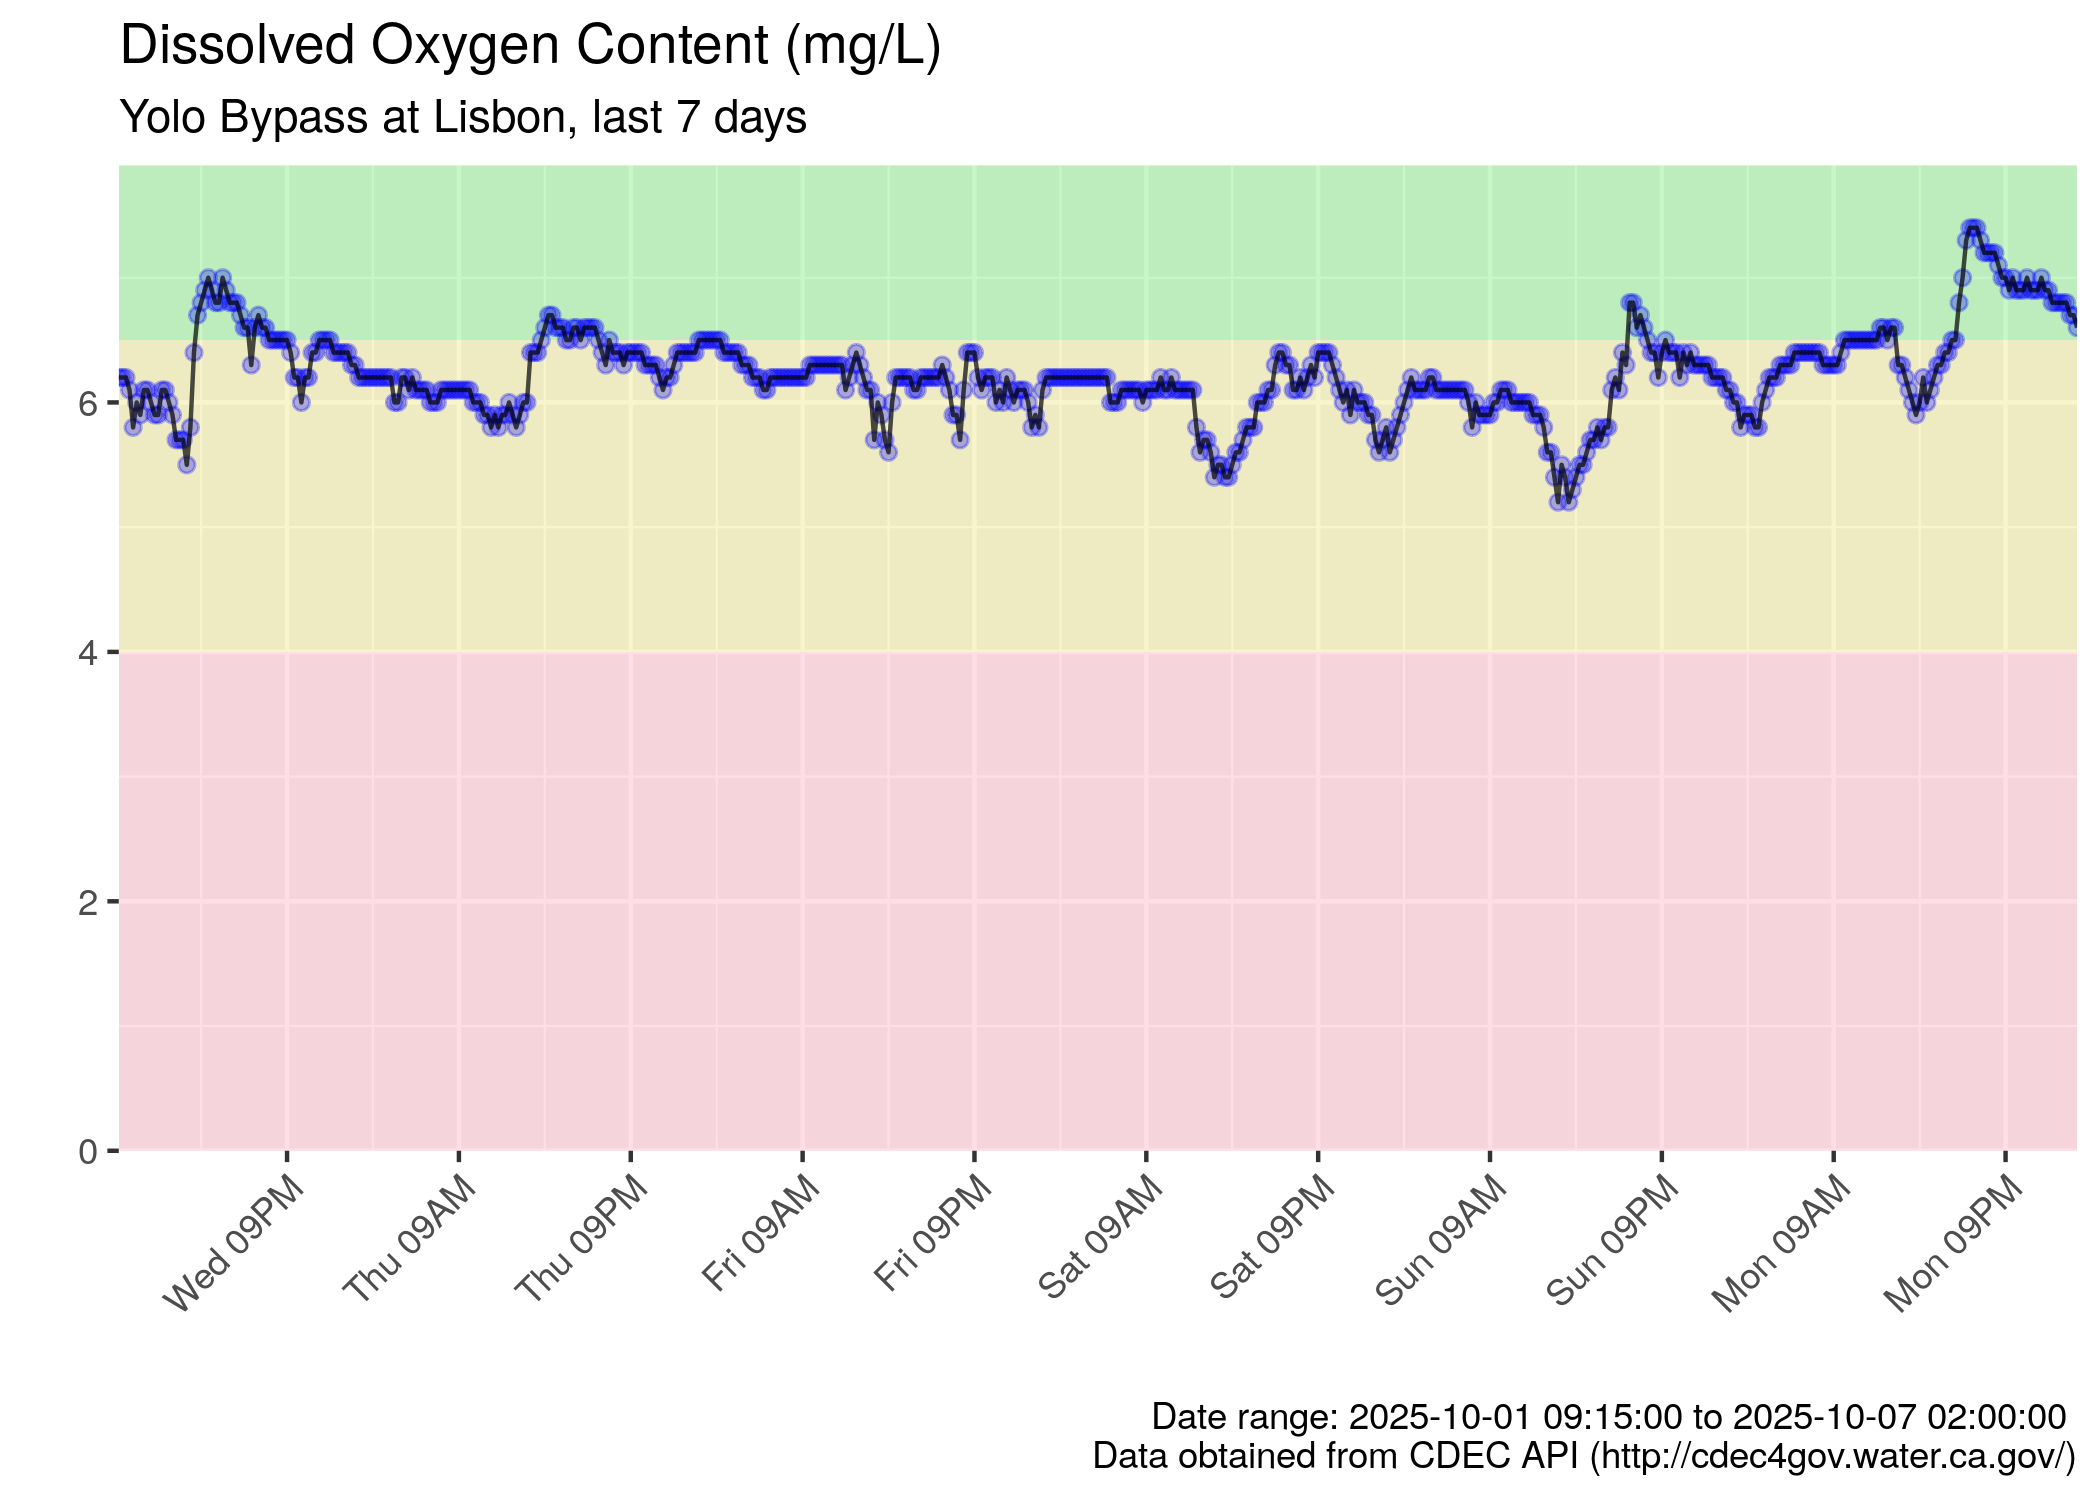 Dissolved Oxygen Content (mg/L)
Yolo Bypass at Lisbon, last 7 days
6
4
2
0
Wed 09PM
Thu 09AM
Thu 09PM
Fri 09AM
Fri 09PM
Sat 09AM
Sat 09PM
Sun 09AM
Sun 09PM
Mon 09AM
Mon 09PM
Date range: 2025-10-01 09:15:00 to 2025-10-07 02:00:00
Data obtained from CDEC API (http://cdec4gov.water.ca.gov/)